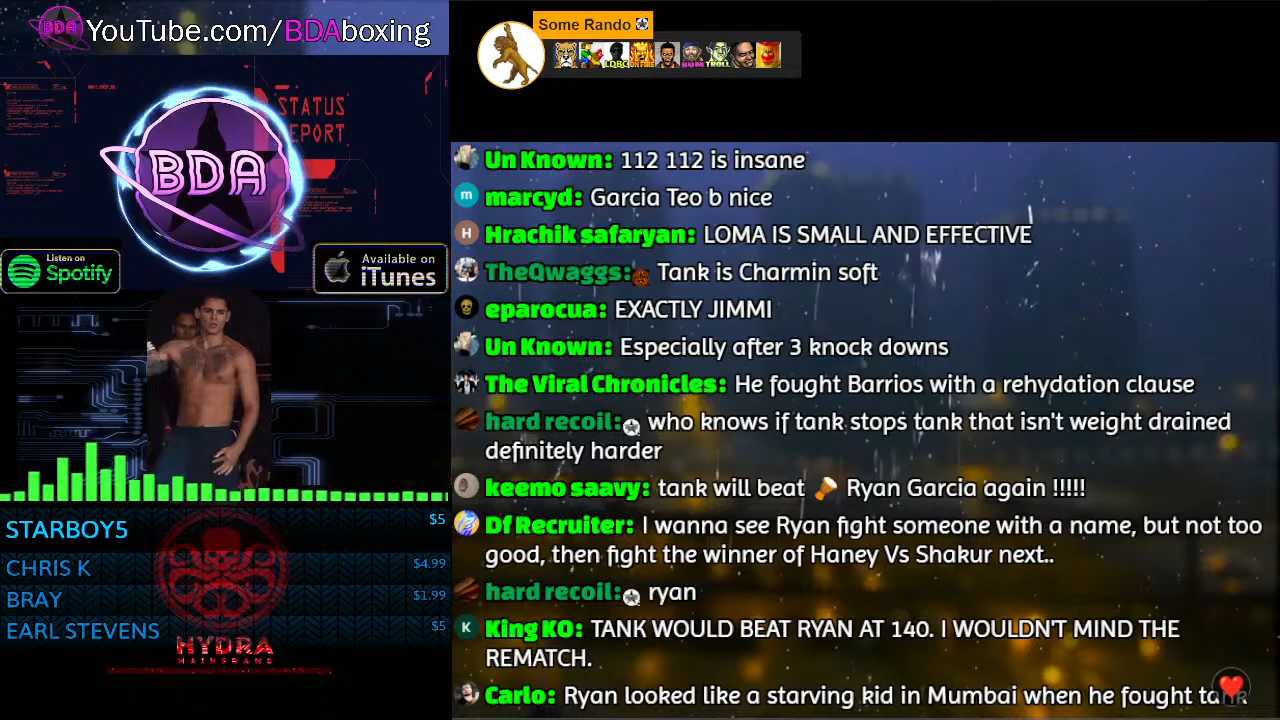 YouTube.com/BDAboxing
Some Rando
STATUS
REPORT
BDA
Listen on
Spotify
Available on
iTunes
STARBOY5 $5
CHRIS K $4.99
BRAY $1.99
EARL STEVENS $5
HYDRA
MAINFRAME
Un Known: 112 112 is insane
marcyd: Garcia Teo b nice
Hrachik safaryan: LOMA IS SMALL AND EFFECTIVE
TheQwaggs: Tank is Charmin soft
eparocua: EXACTLY JIMMI
Un Known: Especially after 3 knock downs
The Viral Chronicles: He fought Barrios with a rehydation clause
hard recoil: who knows if tank stops tank that isn't weight drained
definitely harder
keemo saavy: tank will beat Ryan Garcia again !!!!!
Df Recruiter: I wanna see Ryan fight someone with a name, but not too
good, then fight the winner of Haney Vs Shakur next..
hard recoil: ryan
King KO: TANK WOULD BEAT RYAN AT 140. I WOULDN'T MIND THE
REMATCH.
Carlo: Ryan looked like a starving kid in Mumbai when he fought